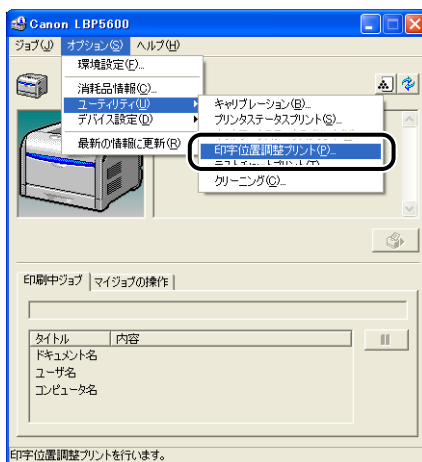 Canon LBP5600
ジョブ(J) オプション(S) ヘルプ(H)
環境設定(F)...
消耗品情報(C)...
ユーティリティ(U)
デバイス設定(D)
最新の情報に更新(R)
キャリブレーション(B)...
プリンタステータスプリント(S)...
印字位置調整プリント(P)...
クリーニング(G)...
印刷中ジョブ マイジョブの操作
タイトル 内容
ドキュメント名
ユーザ名
コンピュータ名
印字位置調整プリントを行います。